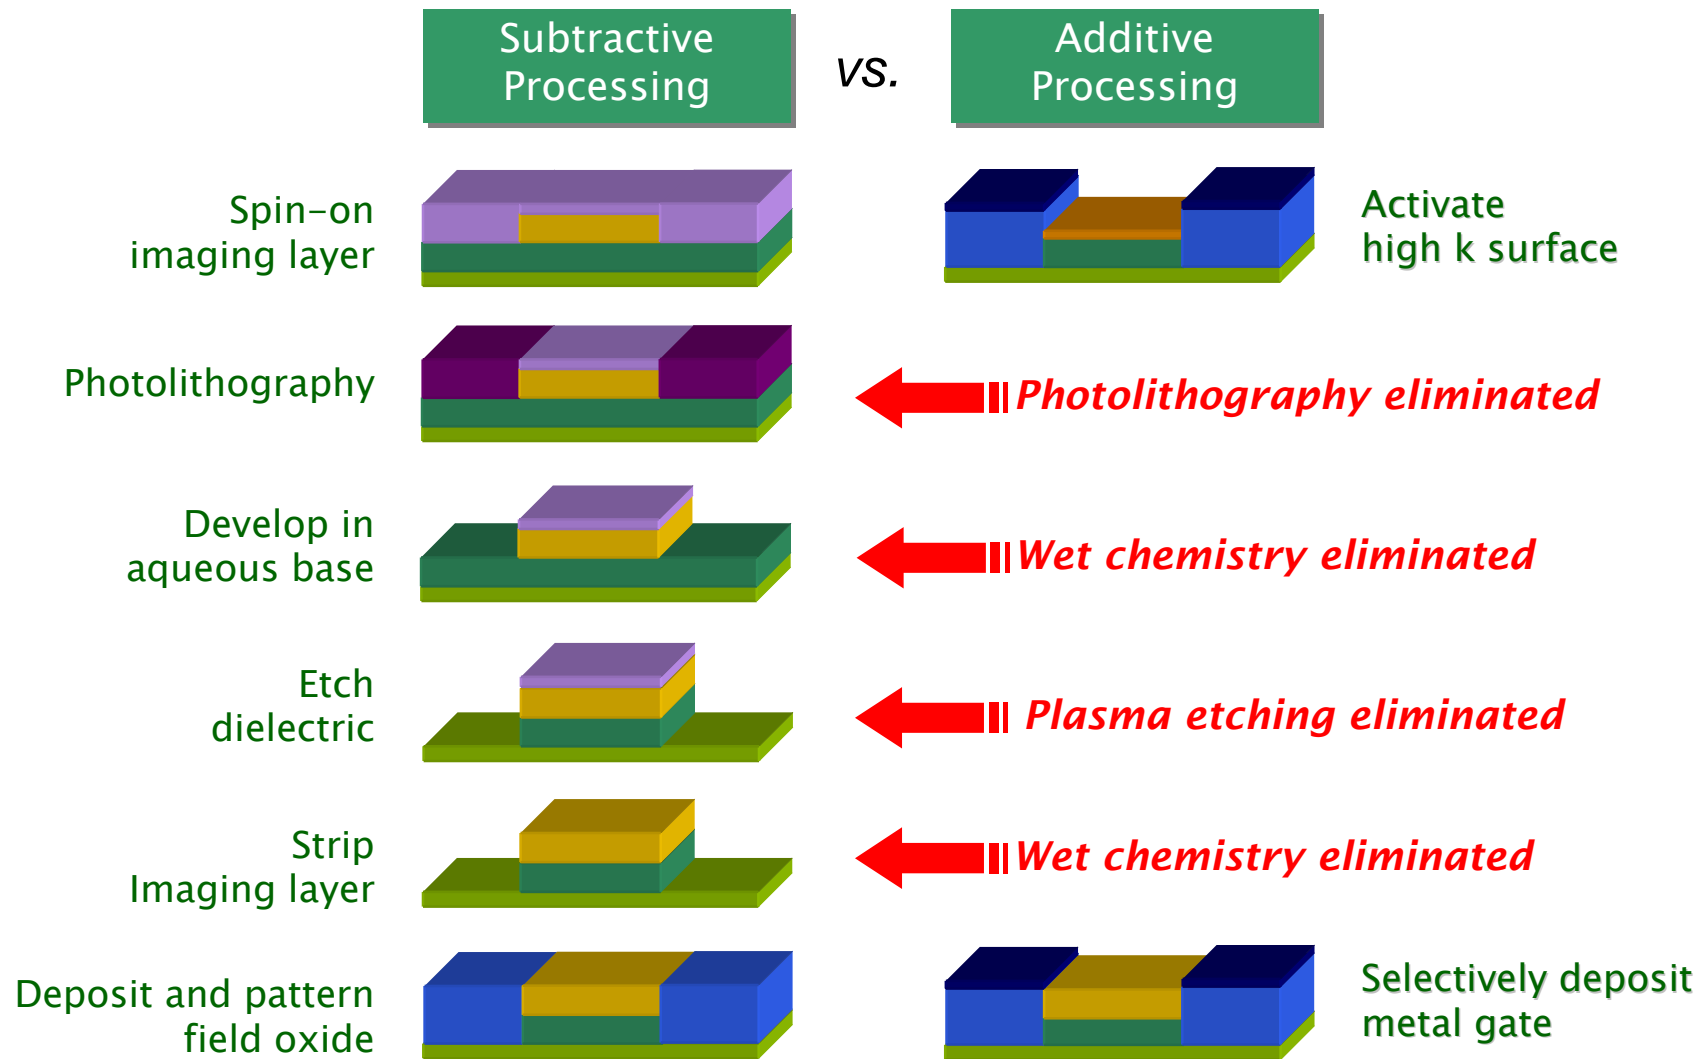 Subtractive
Processing
vs.
Additive
Processing
Spin-on
imaging layer
Activate
high k surface
Photolithography
Photolithography eliminated
Develop in
aqueous base
Wet chemistry eliminated
Etch
dielectric
Plasma etching eliminated
Strip
Imaging layer
Wet chemistry eliminated
Deposit and pattern
field oxide
Selectively deposit
metal gate